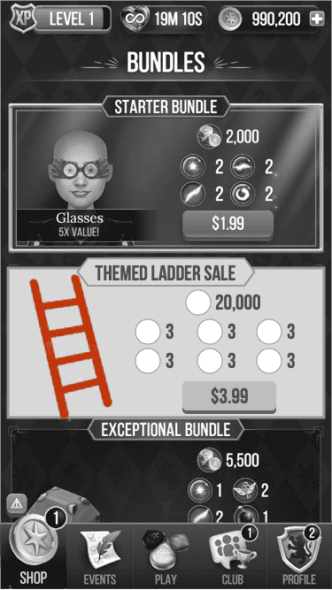 XP LEVEL 1 19M 10S 990,200
BUNDLES
STARTER BUNDLE
2,000
2 2
2 2
Glasses
5X VALUE!
$1.99
THEMED LADDER SALE
20,000
3 3 3
3 3 3
$3.99
EXCEPTIONAL BUNDLE
5,500
1 2
2 1
1 1 2
SHOP EVENTS PLAY CLUB PROFILE